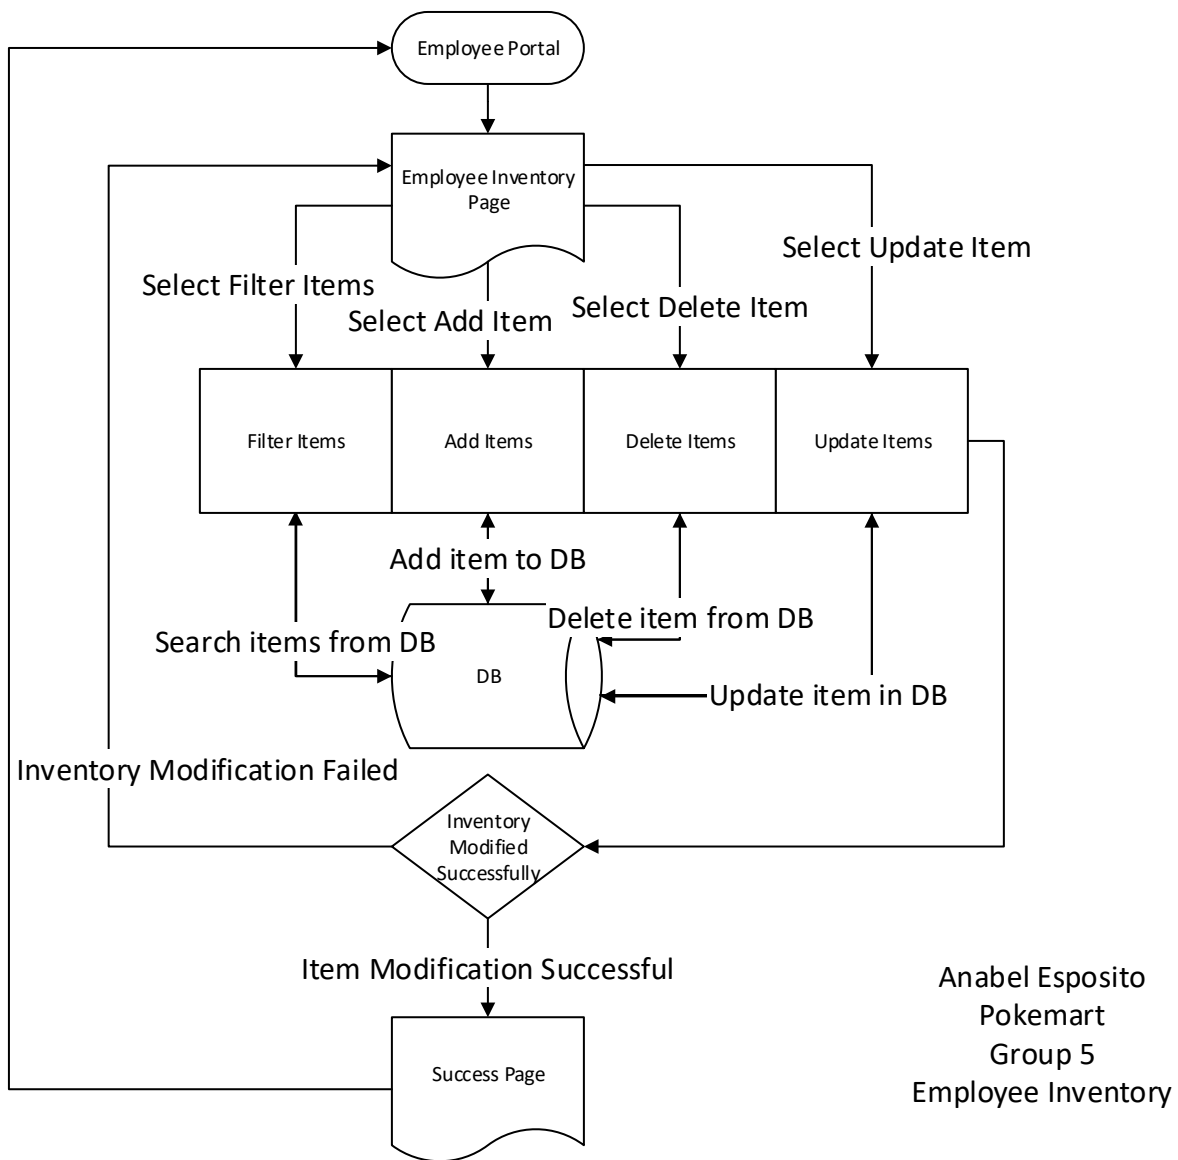 Employee Portal
Employee Inventory
Page
Select Update Item
Select Filter Items
Select Delete Item
Select Add Item
Filter Items
Add Items
Delete Items
Update Items
Add item to DB
Delete item from DB
Search items from DB
DB
Update item in DB
Inventory Modification Failed
Inventory
Modified
Successfully
Item Modification Successful
Success Page
Anabel Esposito
Pokemart
Group 5
Employee Inventory